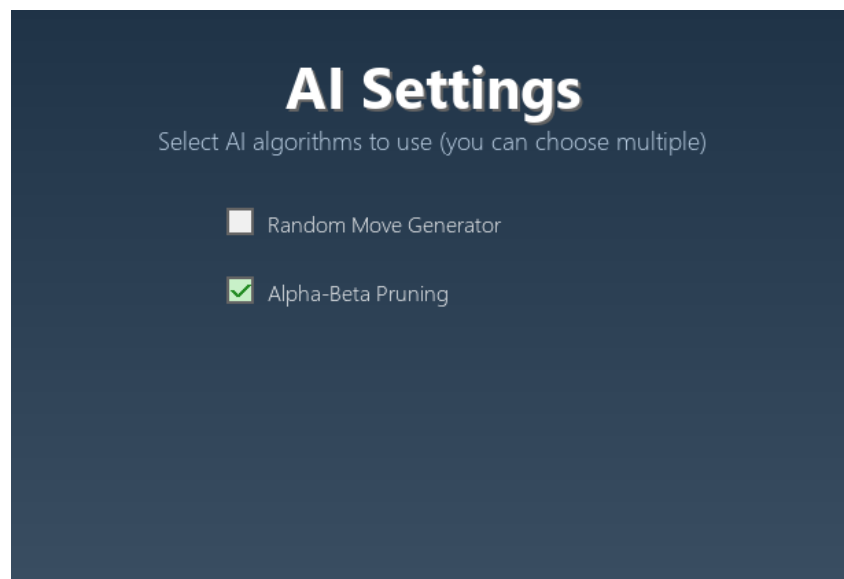 AI Settings
Select AI algorithms to use (you can choose multiple)
Random Move Generator
Alpha-Beta Pruning